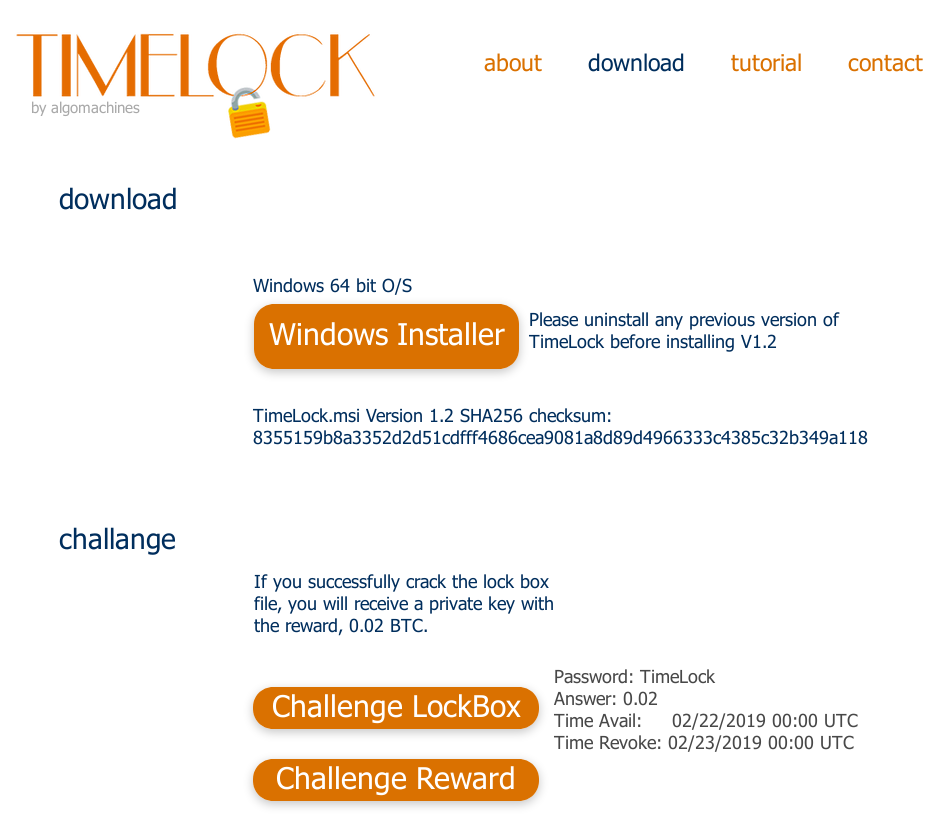 TIMELOCK
by algomachines
about download tutorial contact
download
Windows 64 bit O/S
Windows Installer
Please uninstall any previous version of
TimeLock before installing V1.2
TimeLock.msi Version 1.2 SHA256 checksum:
8355159b8a3352d2d51cdfff4686cea9081a8d89d4966333c4385c32b349a118
challange
If you successfully crack the lock box
file, you will receive a private key with
the reward, 0.02 BTC.
Challenge LockBox
Password: TimeLock
Answer: 0.02
Time Avail: 02/22/2019 00:00 UTC
Time Revoke: 02/23/2019 00:00 UTC
Challenge Reward